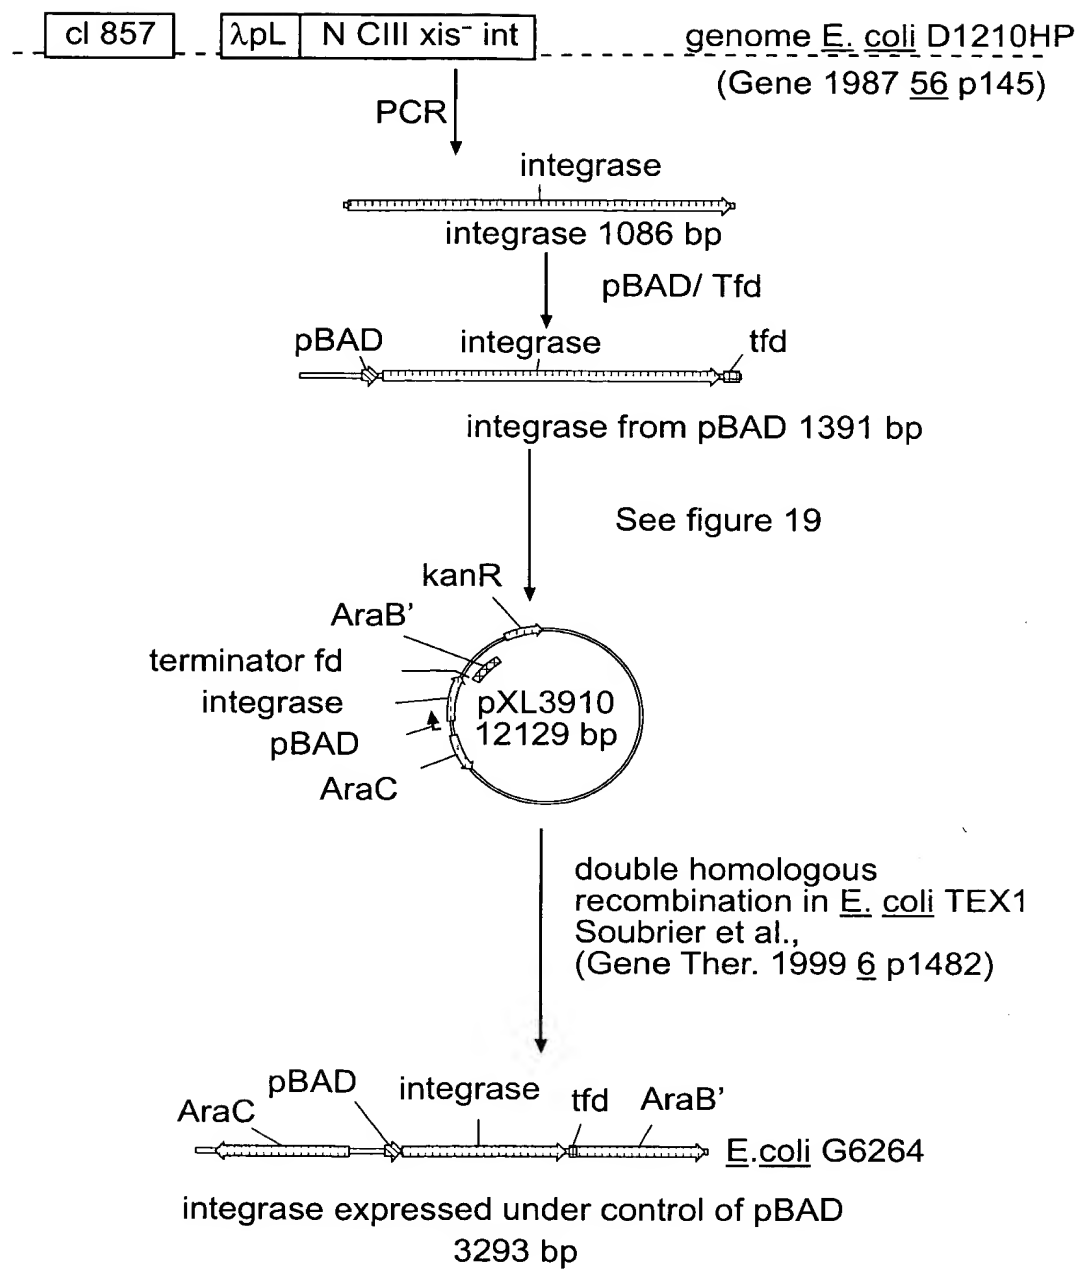 cI 857 λpL N CIII xis⁻ int genome E. coli D1210HP
(Gene 1987 56 p145)
PCR
integrase
integrase 1086 bp
pBAD/ Tfd
pBAD integrase tfd
integrase from pBAD 1391 bp
See figure 19
kanR
AraB’
terminator fd
integrase
pBAD
AraC
pXL3910
12129 bp
double homologous
recombination in E. coli TEX1
Soubrier et al.,
(Gene Ther. 1999 6 p1482)
AraC pBAD integrase tfd AraB’
E.coli G6264
integrase expressed under control of pBAD
3293 bp